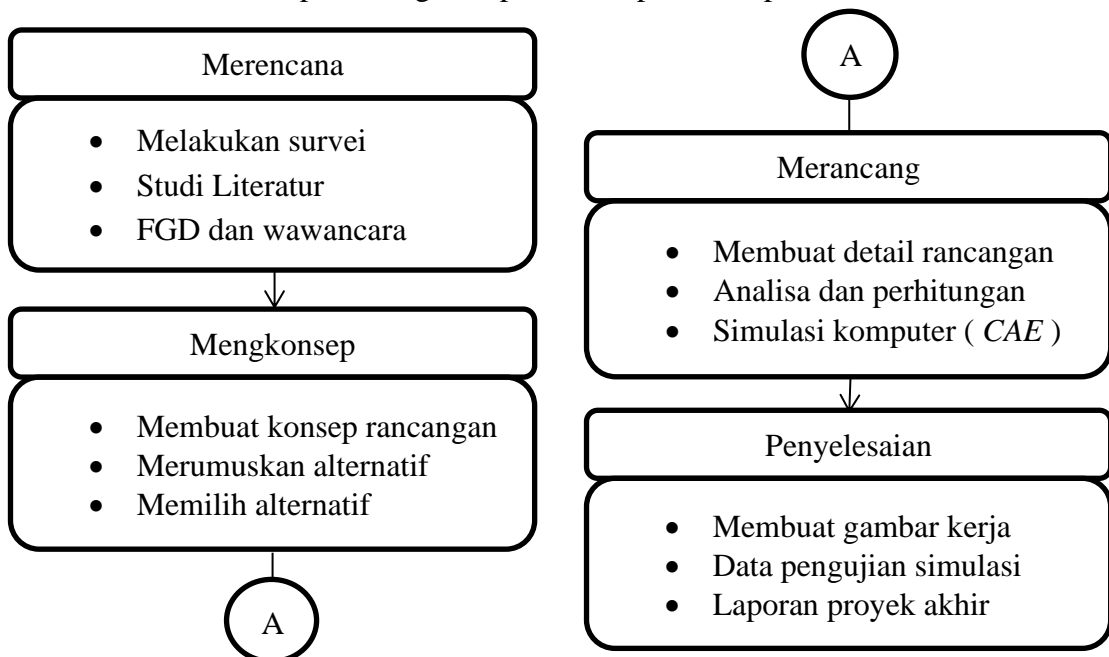 Merencana
• Melakukan survei
• Studi Literatur
• FGD dan wawancara
Mengkonsep
• Membuat konsep rancangan
• Merumuskan alternatif
• Memilih alternatif
A
A
Merancang
• Membuat detail rancangan
• Analisa dan perhitungan
• Simulasi komputer ( CAE )
Penyelesaian
• Membuat gambar kerja
• Data pengujian simulasi
• Laporan proyek akhir